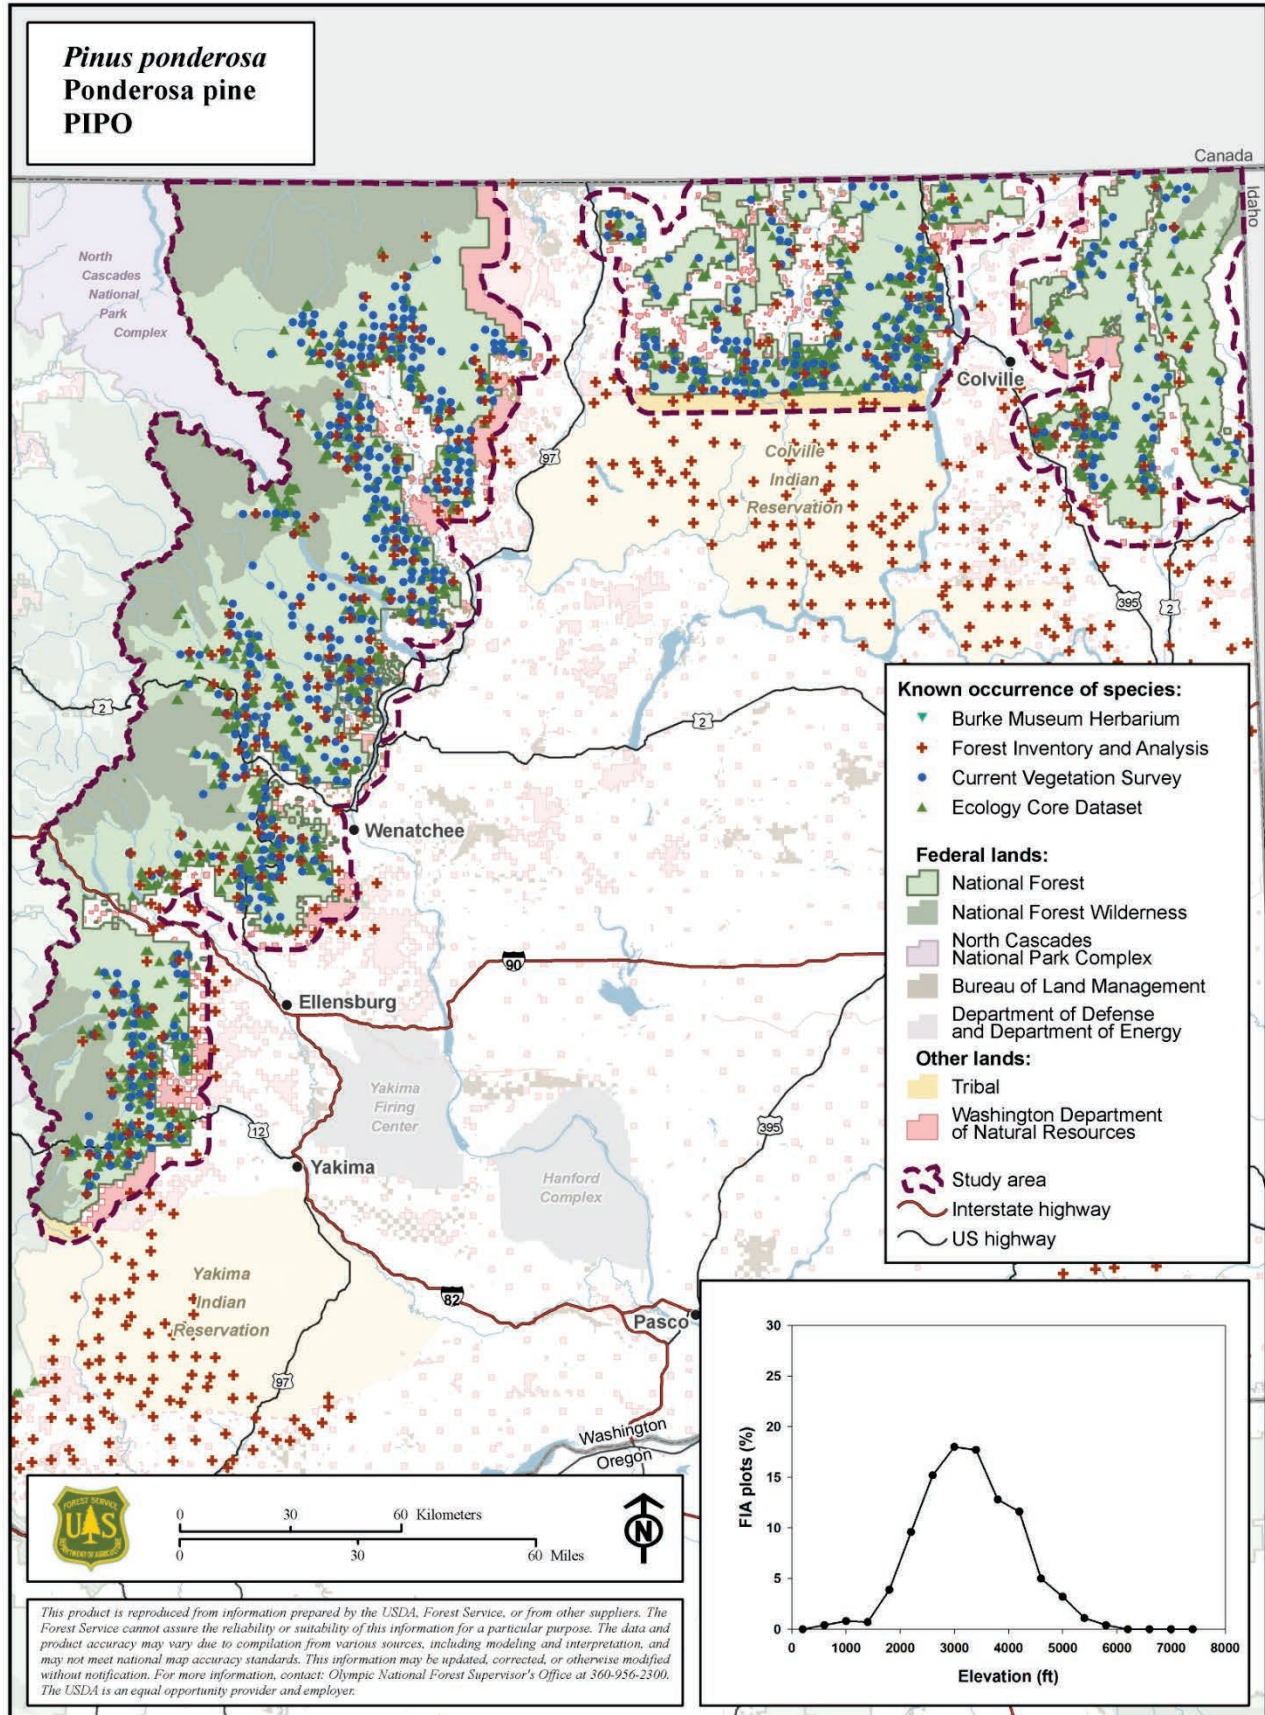 Pinus ponderosa
Ponderosa pine
PIPO
Canada
Idaho
North
Cascades
National
Park
Complex
Colville
97
Colville
Indian
Reservation
395
2
2
2
Wenatchee
90
Ellensburg
Yakima
Firing
Center
12
Yakima
Hanford
Complex
395
Yakima
Indian
Reservation
82
Pasco
97
Washington
Oregon
Known occurrence of species:
Burke Museum Herbarium
Forest Inventory and Analysis
Current Vegetation Survey
Ecology Core Dataset
Federal lands:
National Forest
National Forest Wilderness
North Cascades
National Park Complex
Bureau of Land Management
Department of Defense
and Department of Energy
Other lands:
Tribal
Washington Department
of Natural Resources
Study area
Interstate highway
US highway
FOREST SERVICE
US
DEPARTMENT OF AGRICULTURE
0 30 60 Kilometers
0 30 60 Miles
N
This product is reproduced from information prepared by the USDA, Forest Service, or from other suppliers. The
Forest Service cannot assure the reliability or suitability of this information for a particular purpose. The data and
product accuracy may vary due to compilation from various sources, including modeling and interpretation, and
may not meet national map accuracy standards. This information may be updated, corrected, or otherwise modified
without notification. For more information, contact: Olympic National Forest Supervisor's Office at 360-956-2300.
The USDA is an equal opportunity provider and employer.
30
25
20
15
10
5
0
FIA plots (%)
0 1000 2000 3000 4000 5000 6000 7000 8000
Elevation (ft)